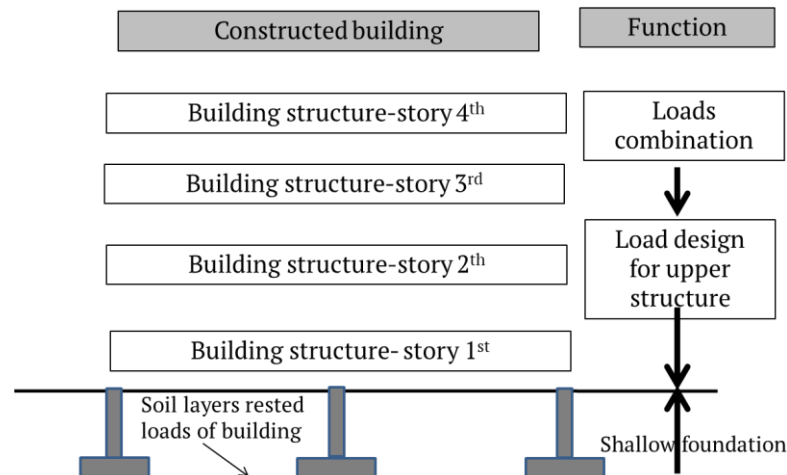 Constructed building
Function
Building structure-story 4th
Loads
combination
Building structure-story 3rd
Building structure-story 2th
Load design
for upper
structure
Building structure- story 1st
Soil layers rested
loads of building
Shallow foundation